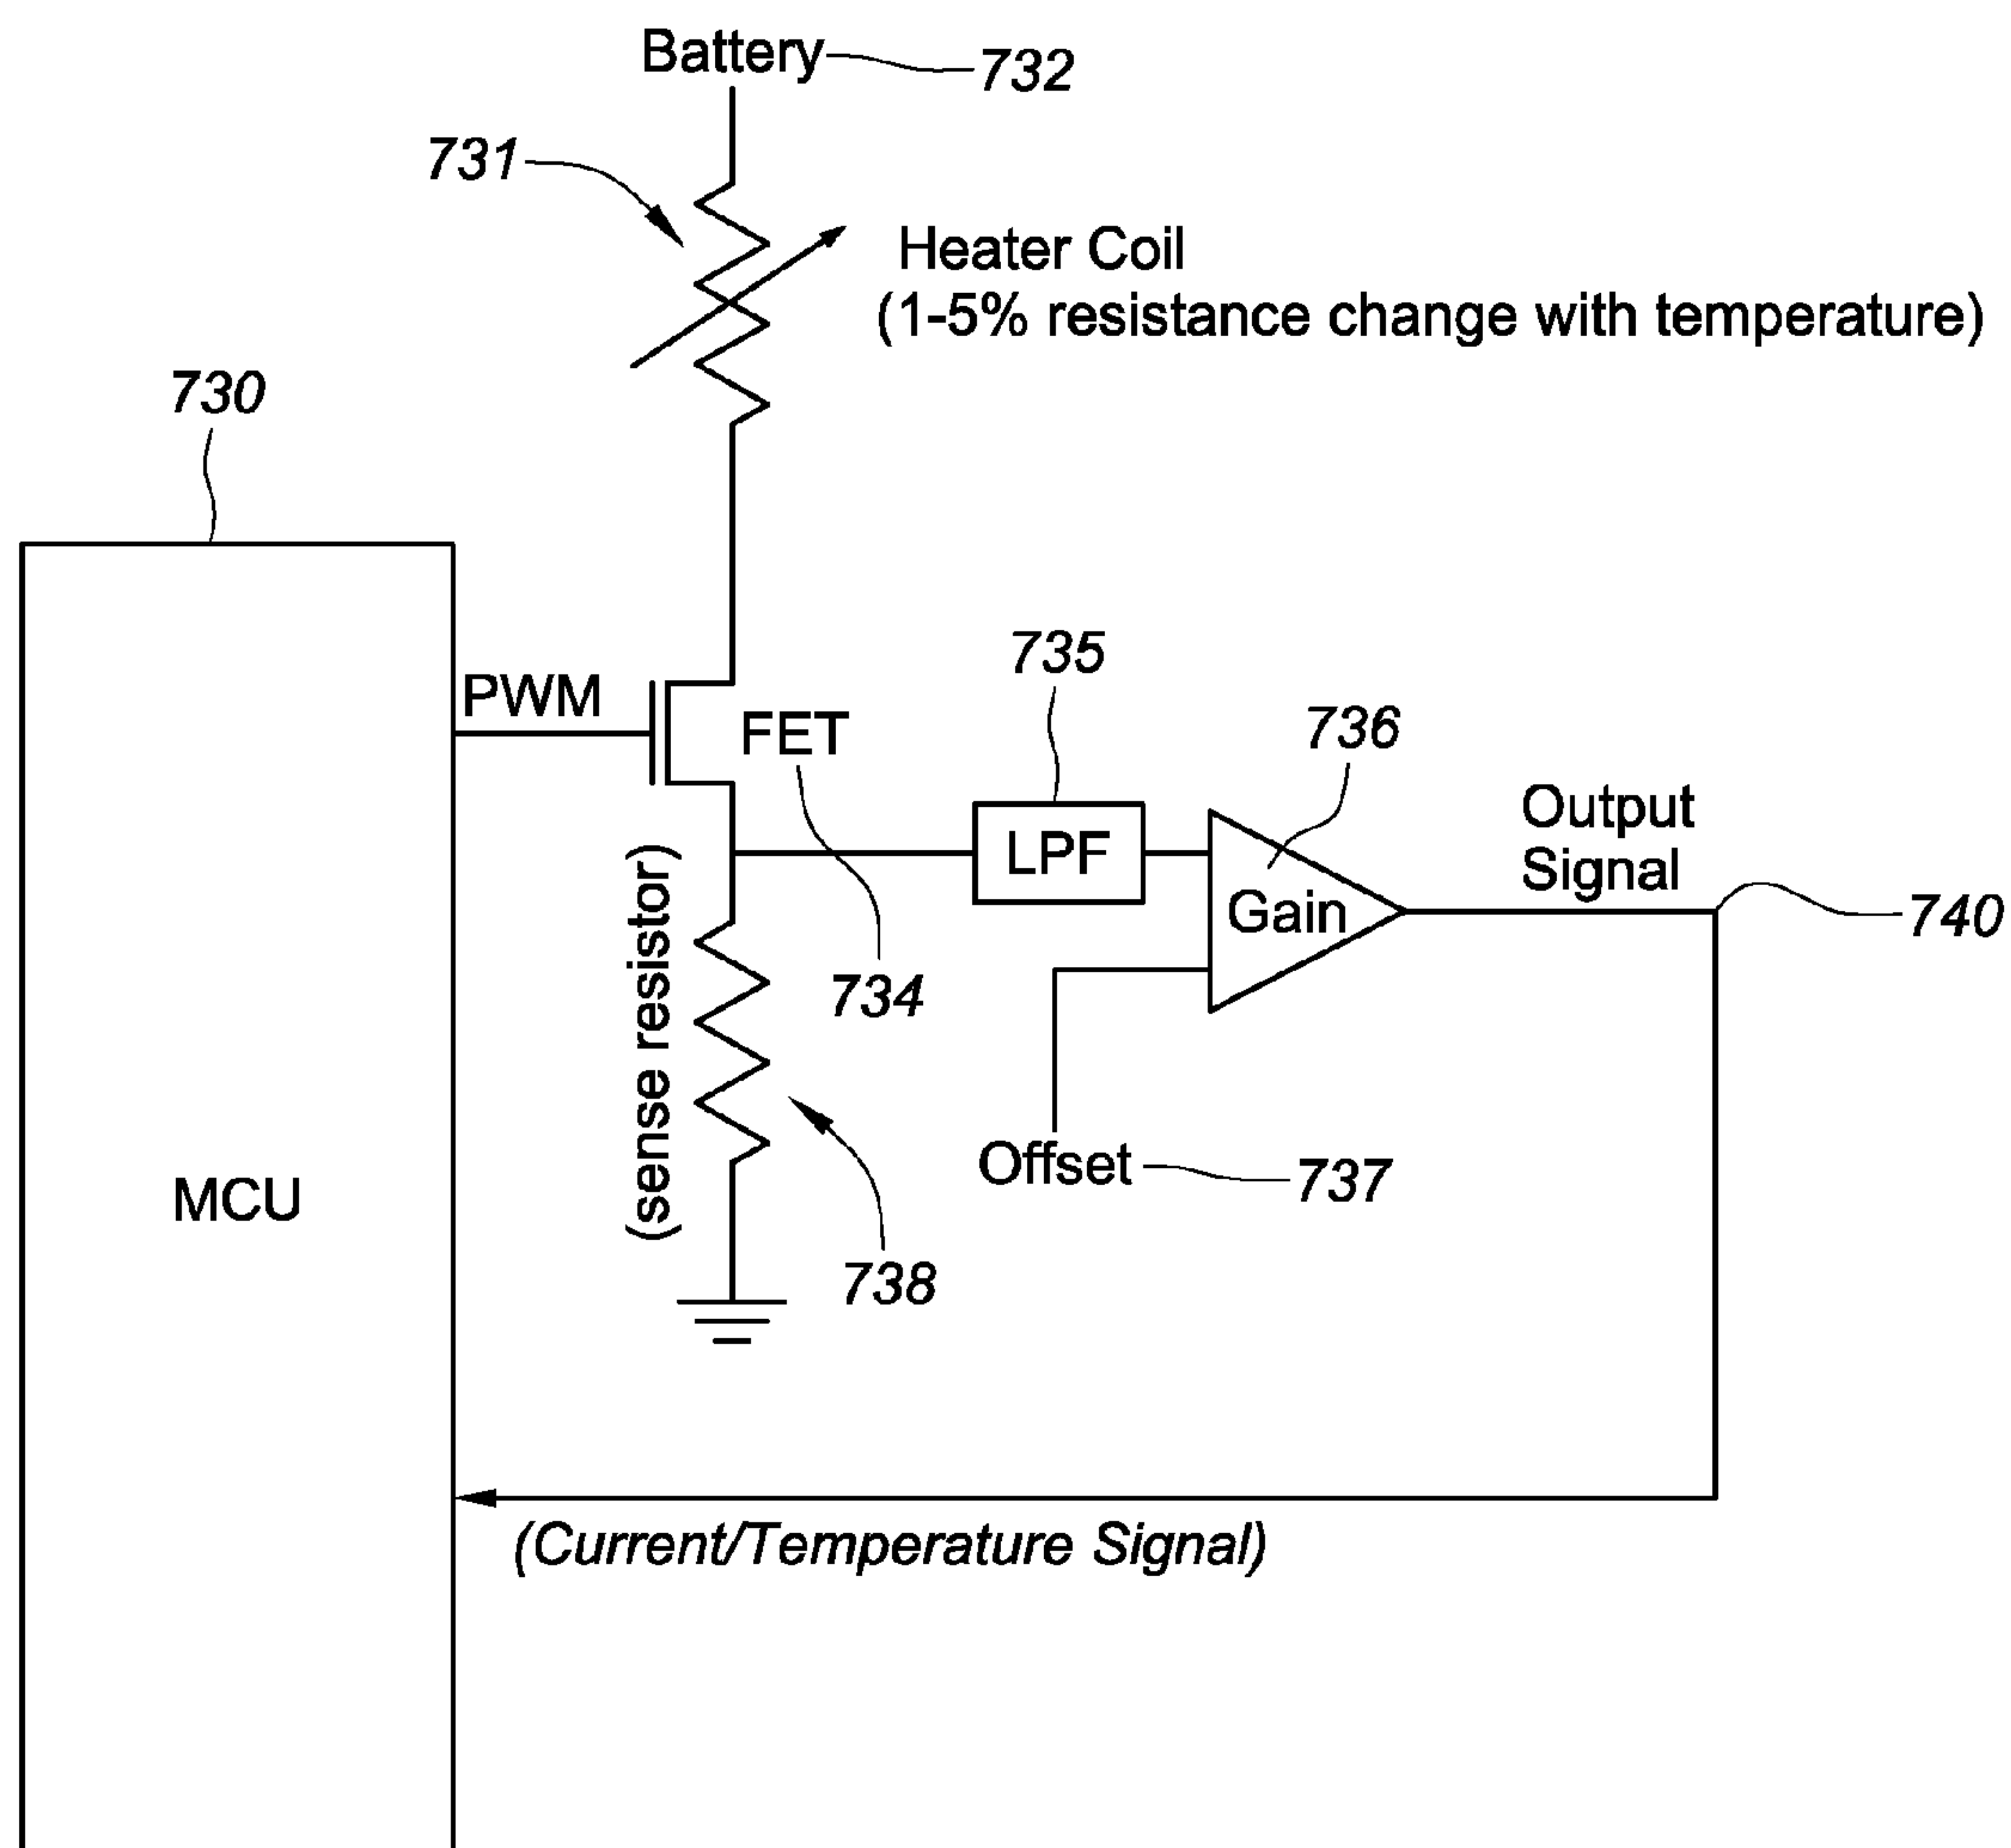 Battery
732
731
Heater Coil
(1-5% resistance change with temperature)
730
PWM
FET
735
736
LPF
Gain
Output
Signal
740
(sense resistor)
734
Offset
737
738
MCU
(Current/Temperature Signal)